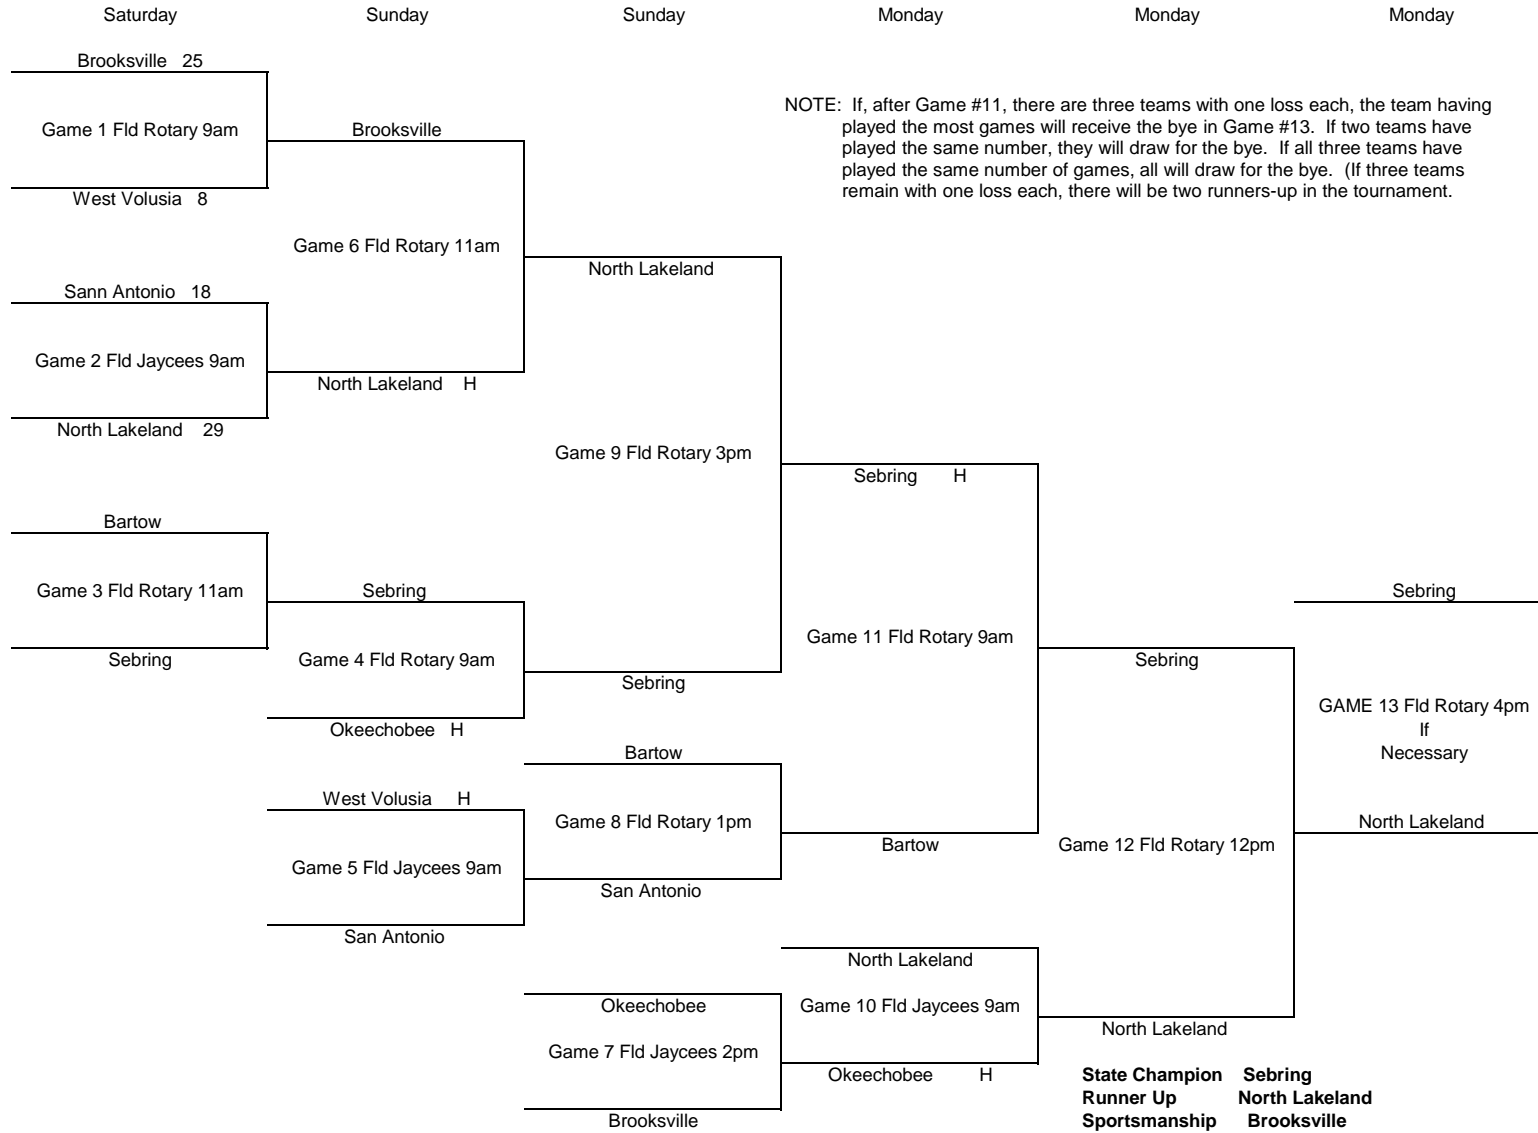 Saturday
Sunday
Sunday
Monday
Monday
Monday
Brooksville 25
NOTE: If, after Game #11, there are three teams with one loss each, the team having
played the most games will receive the bye in Game #13. If two teams have
played the same number, they will draw for the bye. If all three teams have
played the same number of games, all will draw for the bye. (If three teams
remain with one loss each, there will be two runners-up in the tournament.
Game 1 Fld Rotary 9am
Brooksville
West Volusia 8
Game 6 Fld Rotary 11am
North Lakeland
Sann Antonio 18
Game 2 Fld Jaycees 9am
North Lakeland H
North Lakeland 29
Game 9 Fld Rotary 3pm
Sebring H
Bartow
Game 3 Fld Rotary 11am
Sebring
Sebring
Sebring
Game 4 Fld Rotary 9am
Game 11 Fld Rotary 9am
Sebring
Sebring
Okeechobee H
GAME 13 Fld Rotary 4pm
If
Necessary
Bartow
West Volusia H
Game 8 Fld Rotary 1pm
North Lakeland
Bartow
Game 12 Fld Rotary 12pm
Game 5 Fld Jaycees 9am
San Antonio
San Antonio
North Lakeland
Okeechobee
Game 10 Fld Jaycees 9am
North Lakeland
Game 7 Fld Jaycees 2pm
Okeechobee H
State Champion Sebring
Runner Up North Lakeland
Brooksville
Sportsmanship Brooksville